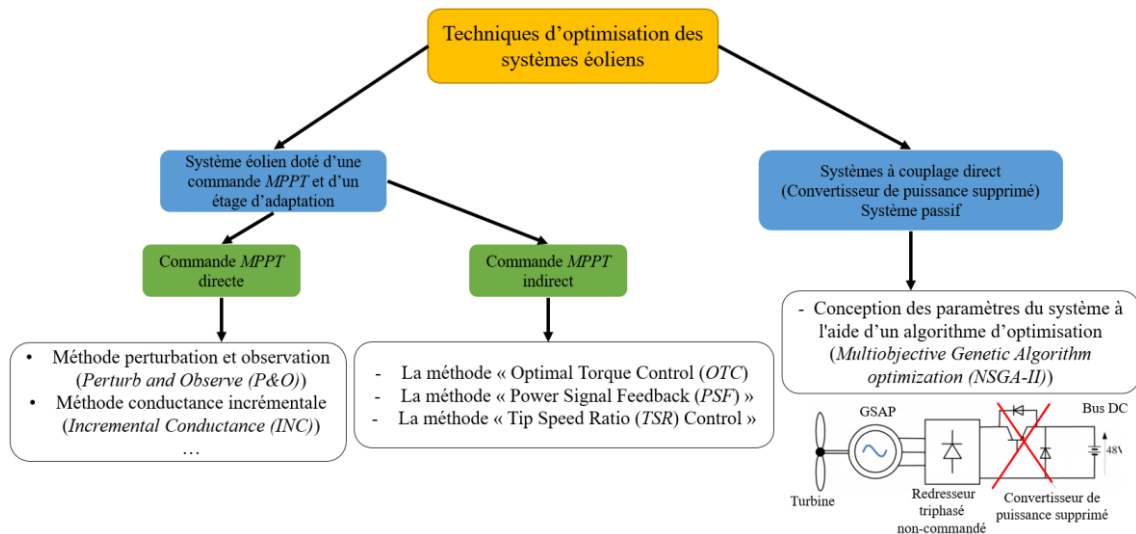 Techniques d'optimisation des
systèmes éoliens
Système éolien doté d'une
commande MPPT et d'un
étage d'adaptation
Systèmes à couplage direct
(Convertisseur de puissance supprimé)
Système passif
Commande MPPT
directe
Commande MPPT
indirect
• Méthode perturbation et observation
(Perturb and Observe (P&O))
• Méthode conductance incrémentale
(Incremental Conductance (INC))
…
- La méthode « Optimal Torque Control (OTC)
- La méthode « Power Signal Feedback (PSF) »
- La méthode « Tip Speed Ratio (TSR) Control »
- Conception des paramètres du système à
l'aide d'un algorithme d'optimisation
(Multiobjective Genetic Algorithm
optimization (NSGA-II))
GSAP
Bus DC
48V
Turbine
Redresseur
triphasé
non-commandé
Convertisseur de
puissance supprimé